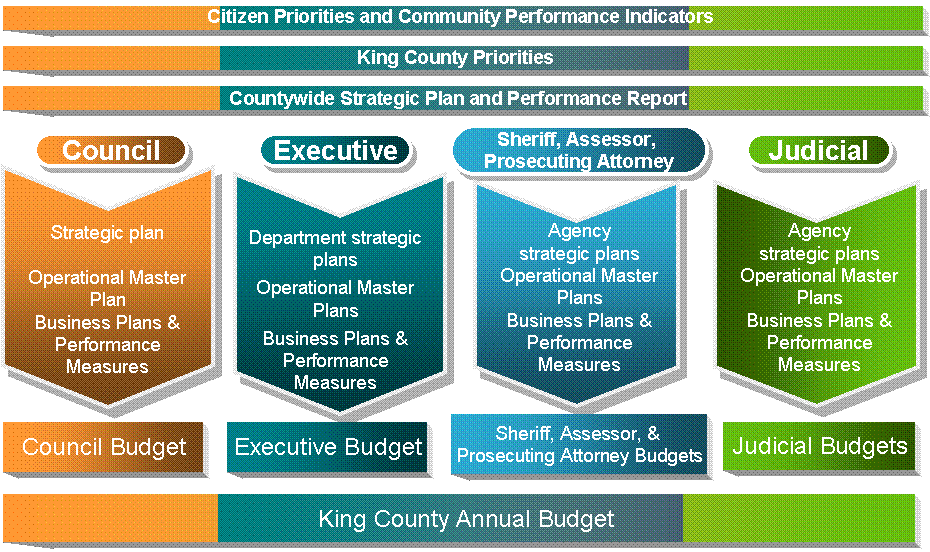 Citizen Priorities and Community Performance Indicators
King County Priorities
Countywide Strategic Plan and Performance Report
Council
Strategic plan
Operational Master
Plan
Business Plans &
Performance
Measures
Council Budget
Executive
Department strategic
plans
Operational Master
Plans
Business Plans &
Performance
Measures
Executive Budget
Sheriff, Assessor,
Prosecuting Attorney
Agency
strategic plans
Operational Master
Plans
Business Plans &
Performance
Measures
Sheriff, Assessor, &
Prosecuting Attorney Budgets
Judicial
Agency
strategic plans
Operational Master
Plans
Business Plans &
Performance
Measures
Judicial Budgets
King County Annual Budget